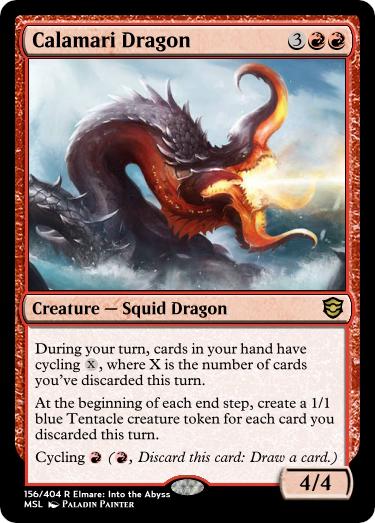 Calamari Dragon 3
Creature — Squid Dragon
During your turn, cards in your hand have
cycling X, where X is the number of cards
you've discarded this turn.
At the beginning of each end step, create a 1/1
blue Tentacle creature token for each card you
discarded this turn.
Cycling (, Discard this card: Draw a card.)
4/4
156/404 R Elmare: Into the Abyss
MSL Paladin Painter